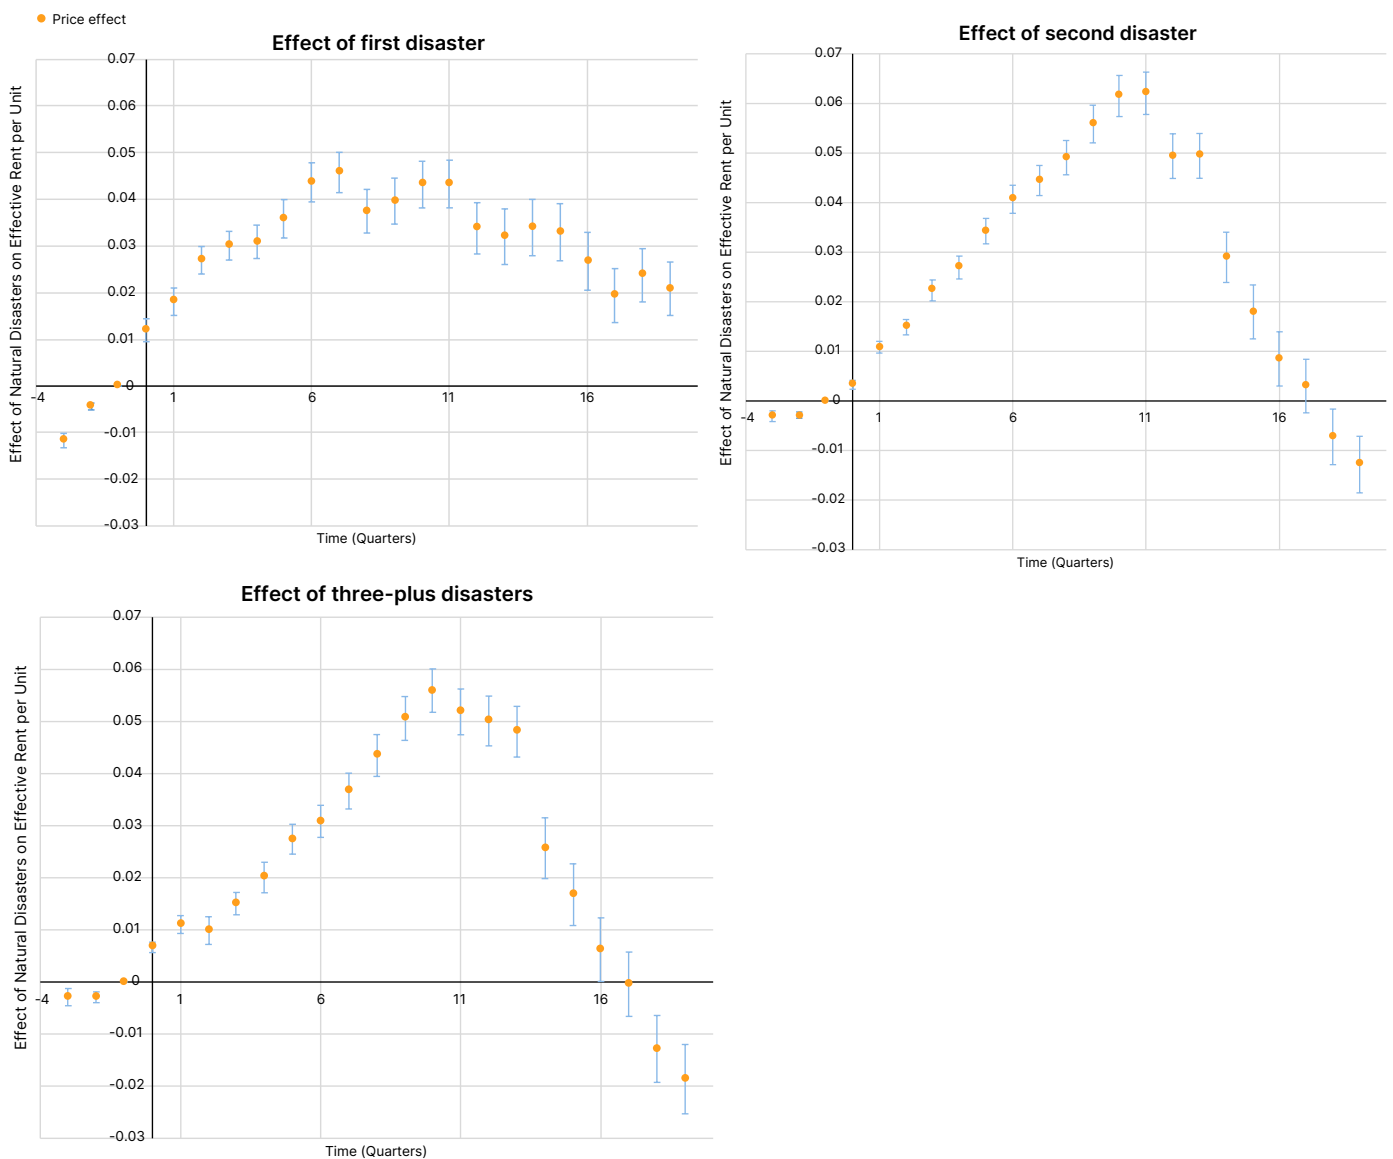 Price effect
Effect of first disaster
Effect of Natural Disasters on Effective Rent per Unit
0.07
0.06
0.05
0.04
0.03
0.02
0.01
0
-0.01
-0.02
-0.03
-4 1 6 11 16
Time (Quarters)
Effect of second disaster
Effect of Natural Disasters on Effective Rent per Unit
0.07
0.06
0.05
0.04
0.03
0.02
0.01
0
-0.01
-0.02
-0.03
-4 1 6 11 16
Time (Quarters)
Effect of three-plus disasters
Effect of Natural Disasters on Effective Rent per Unit
0.07
0.06
0.05
0.04
0.03
0.02
0.01
0
-0.01
-0.02
-0.03
-4 1 6 11 16
Time (Quarters)